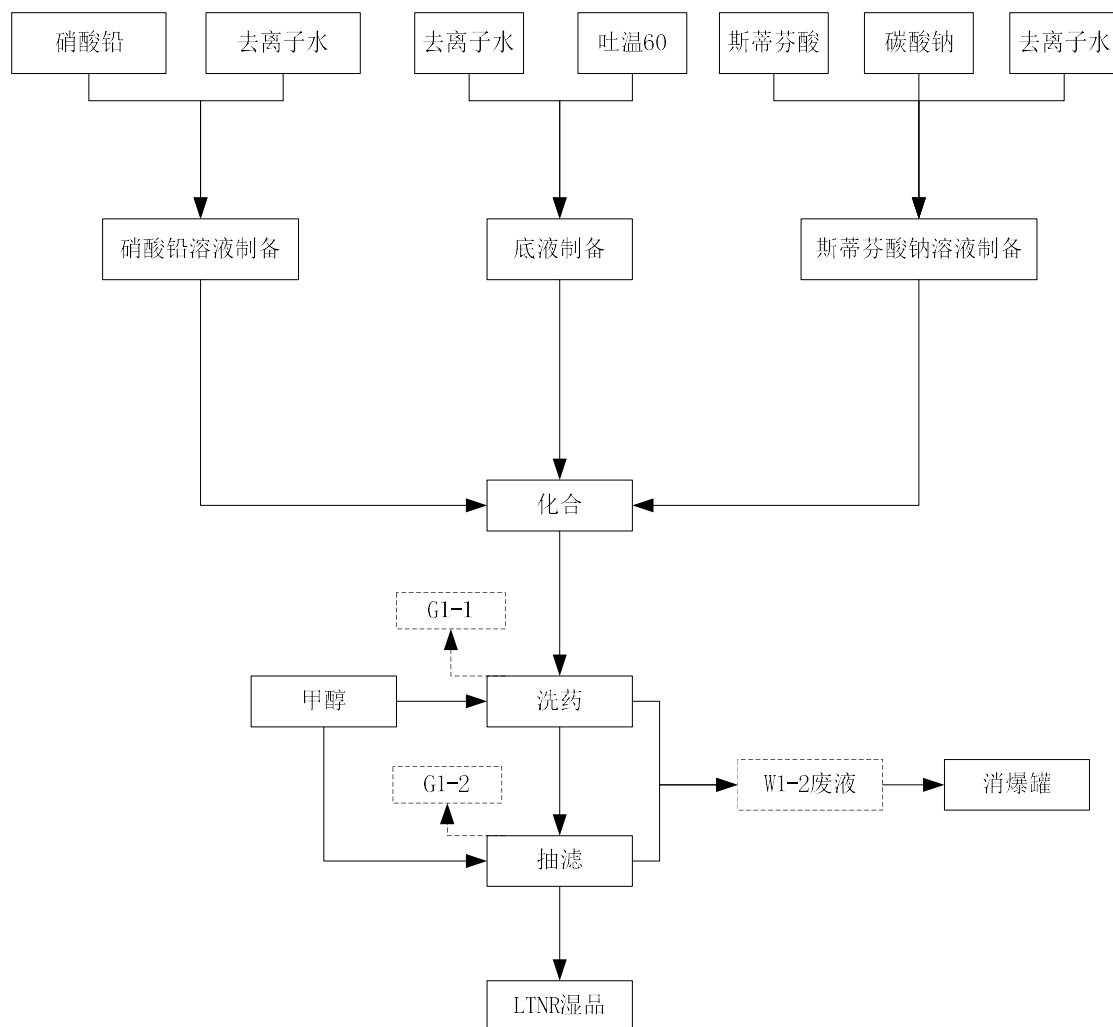 硝酸铅
去离子水
去离子水
吐温60
斯蒂芬酸
碳酸钠
去离子水
硝酸铅溶液制备
底液制备
斯蒂芬酸钠溶液制备
化合
G1-1
甲醇
洗药
G1-2
W1-2废液
消爆罐
抽滤
LTNR湿品